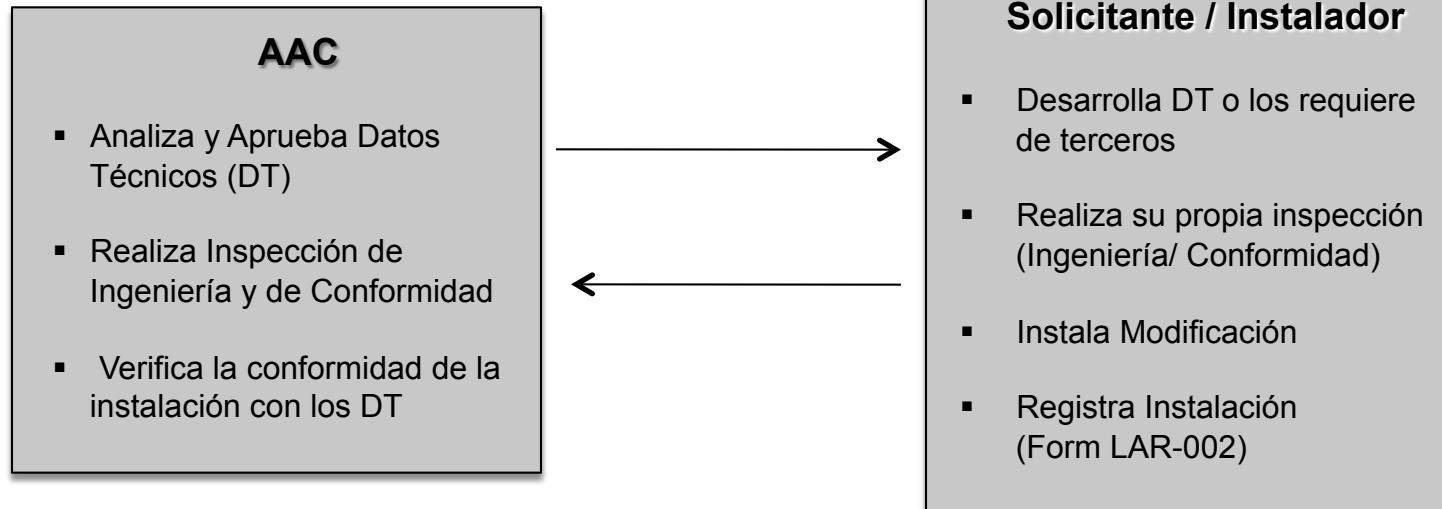 AAC
▪ Analiza y Aprueba Datos
Técnicos (DT)
▪ Realiza Inspección de
Ingeniería y de Conformidad
▪ Verifica la conformidad de la
instalación con los DT
Solicitante / Instalador
▪ Desarrolla DT o los requiere
de terceros
▪ Realiza su propia inspección
(Ingeniería/ Conformidad)
▪ Instala Modificación
▪ Registra Instalación
(Form LAR-002)